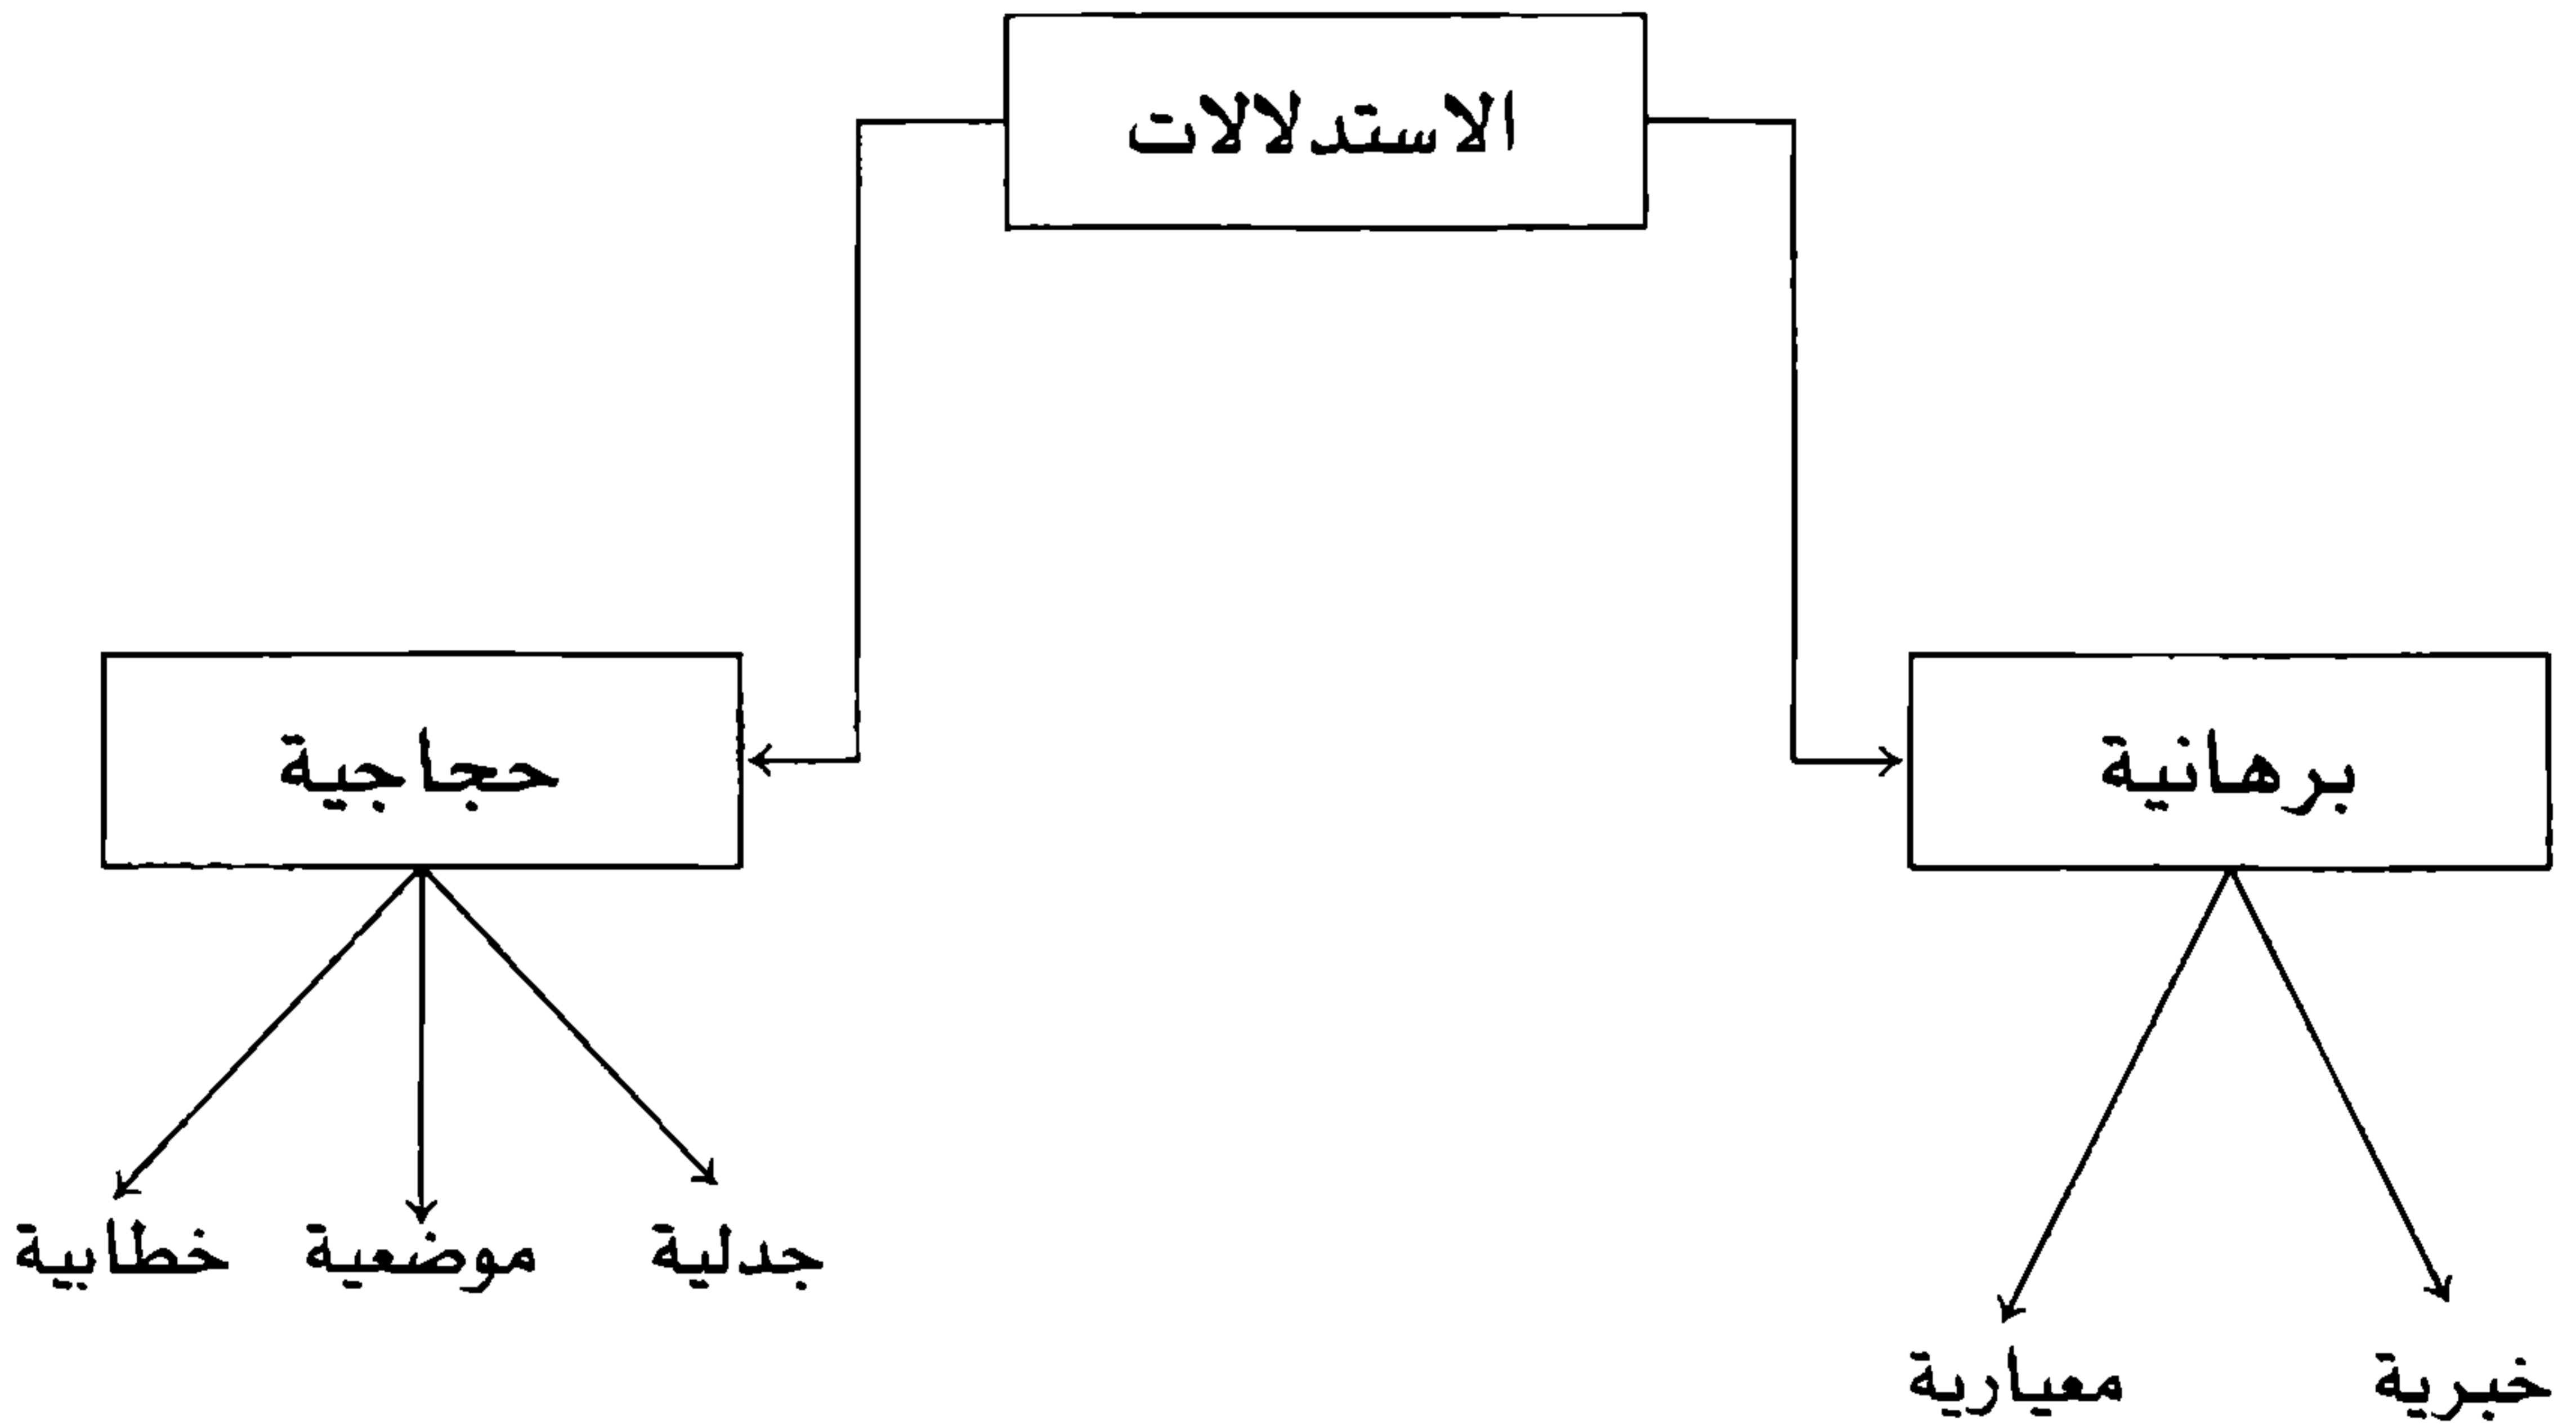 الاستدلالات
برهانية
حجاجية
جدلية
موضعية
خطابية
خبرية
معيارية